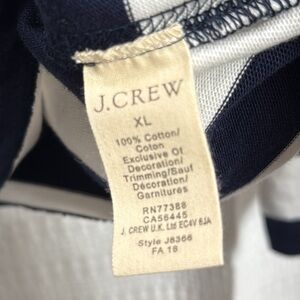 J.CREW
XL
100% Cotton/
Coton
Exclusive Of
Decoration/
Trimming/Sauf
Décoration/
Garnitures
RN77388
CA56445
J. CREW U.K. Ltd EC4V 6JA
Style J8366
FA 16